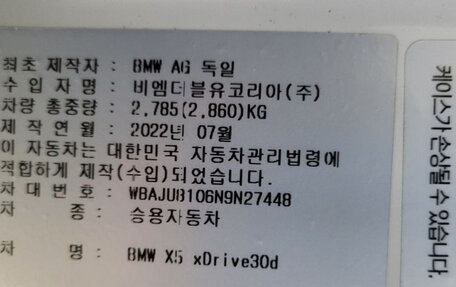 최초 제작자 : BMW AG 독일
수 입 자 명 : 비엠더블유코리아(주)
차량 총중량 : 2,785(2,860)KG
제 작 연 월 : 2022년 07월
이 자동차는 대한민국 자동차관리법령에
적합하게 제작(수입)되었습니다.
차 대 번 호 : WBAJU8106N9N27448
차 종 : 승용자동차
차 명 : BMW X5 xDrive30d
케이스가 손상될 수 있습니다.